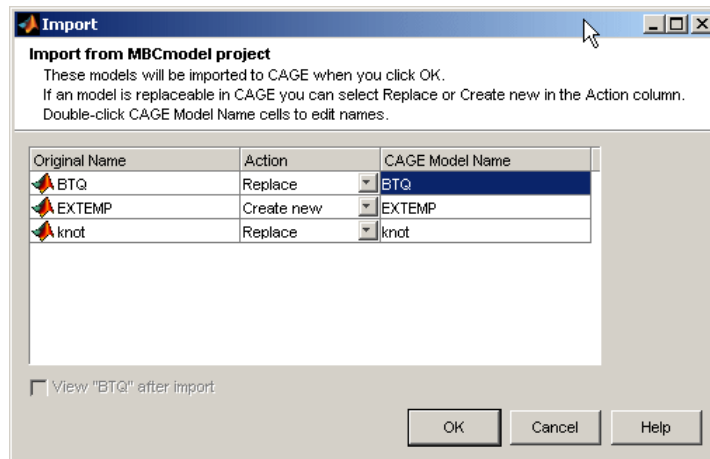 Import
Import from MBCmodel project
These models will be imported to CAGE when you click OK.
If an model is replaceable in CAGE you can select Replace or Create new in the Action column.
Double-click CAGE Model Name cells to edit names.
Original Name Action CAGE Model Name
BTQ Replace BTQ
EXTEMP Create new EXTEMP
knot Replace knot
View "BTQ" after import
OK Cancel Help